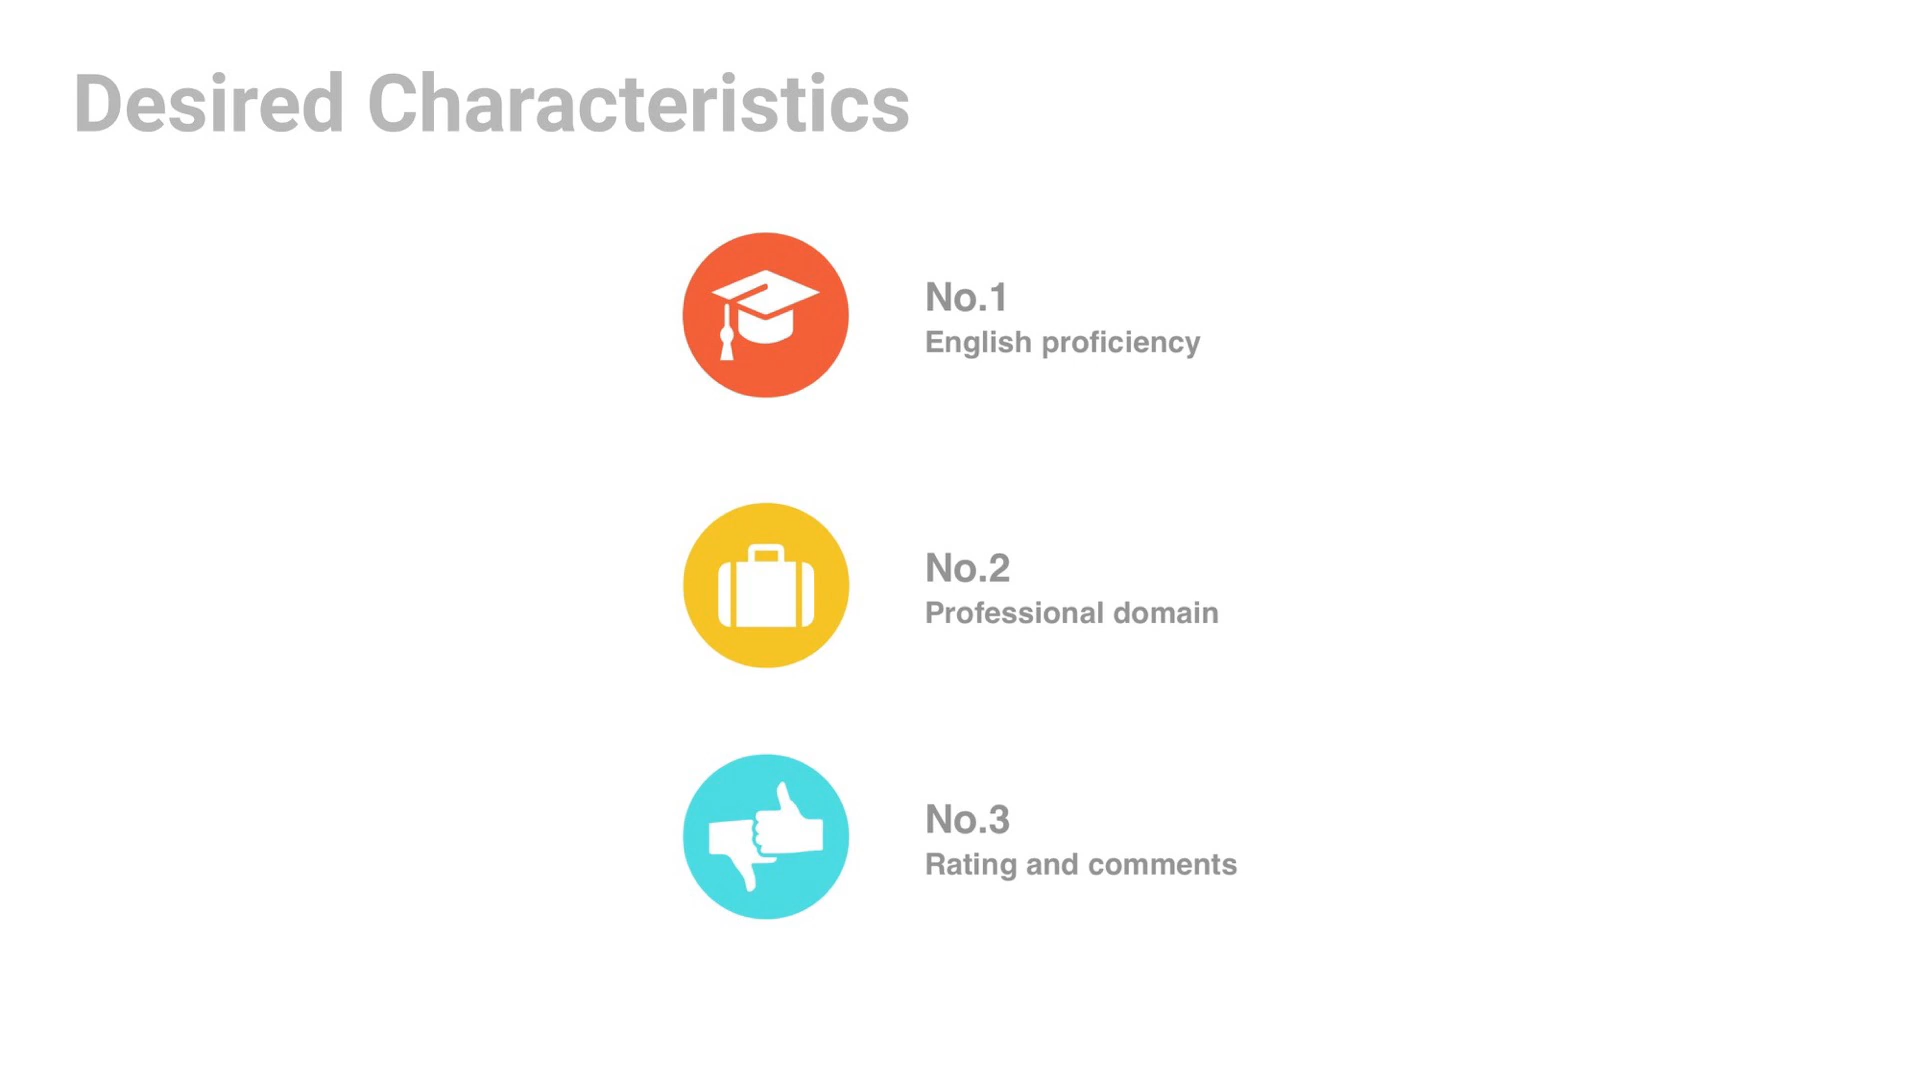 Desired Characteristics
No.1
English proficiency
No.2
Professional domain
No.3
Rating and comments